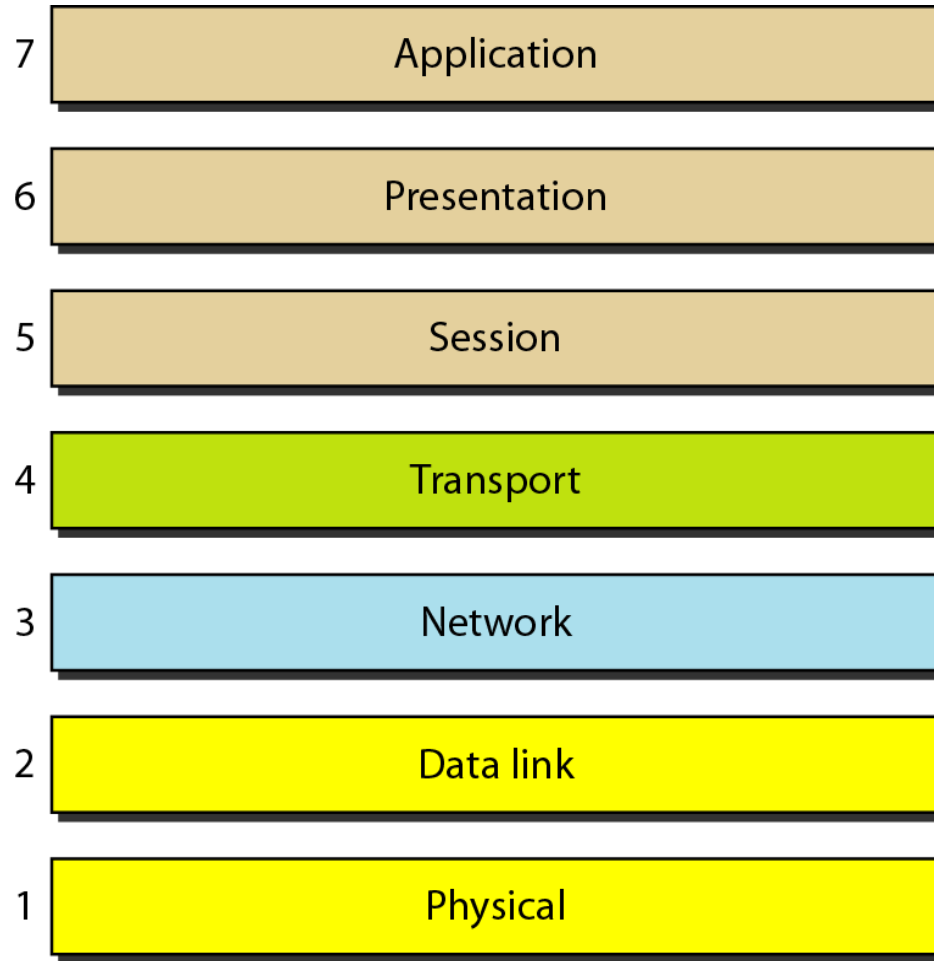 7 Application
6 Presentation
5 Session
4 Transport
3 Network
2 Data link
1 Physical